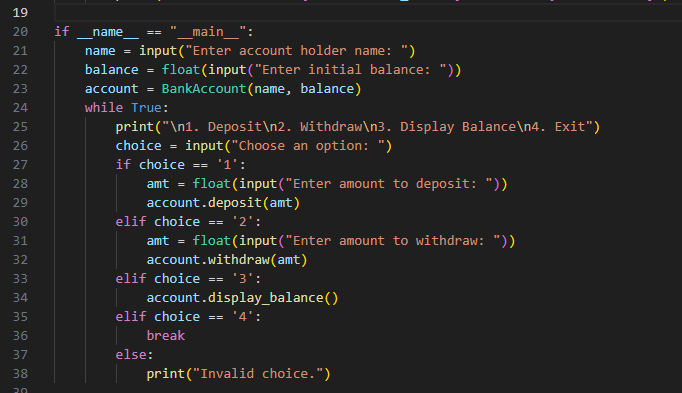 19
20 if __name__ == "__main__":
21     name = input("Enter account holder name: ")
22     balance = float(input("Enter initial balance: "))
23     account = BankAccount(name, balance)
24     while True:
25         print("\n1. Deposit\n2. Withdraw\n3. Display Balance\n4. Exit")
26         choice = input("Choose an option: ")
27         if choice == '1':
28             amt = float(input("Enter amount to deposit: "))
29             account.deposit(amt)
30         elif choice == '2':
31             amt = float(input("Enter amount to withdraw: "))
32             account.withdraw(amt)
33         elif choice == '3':
34             account.display_balance()
35         elif choice == '4':
36             break
37         else:
38             print("Invalid choice.")
39